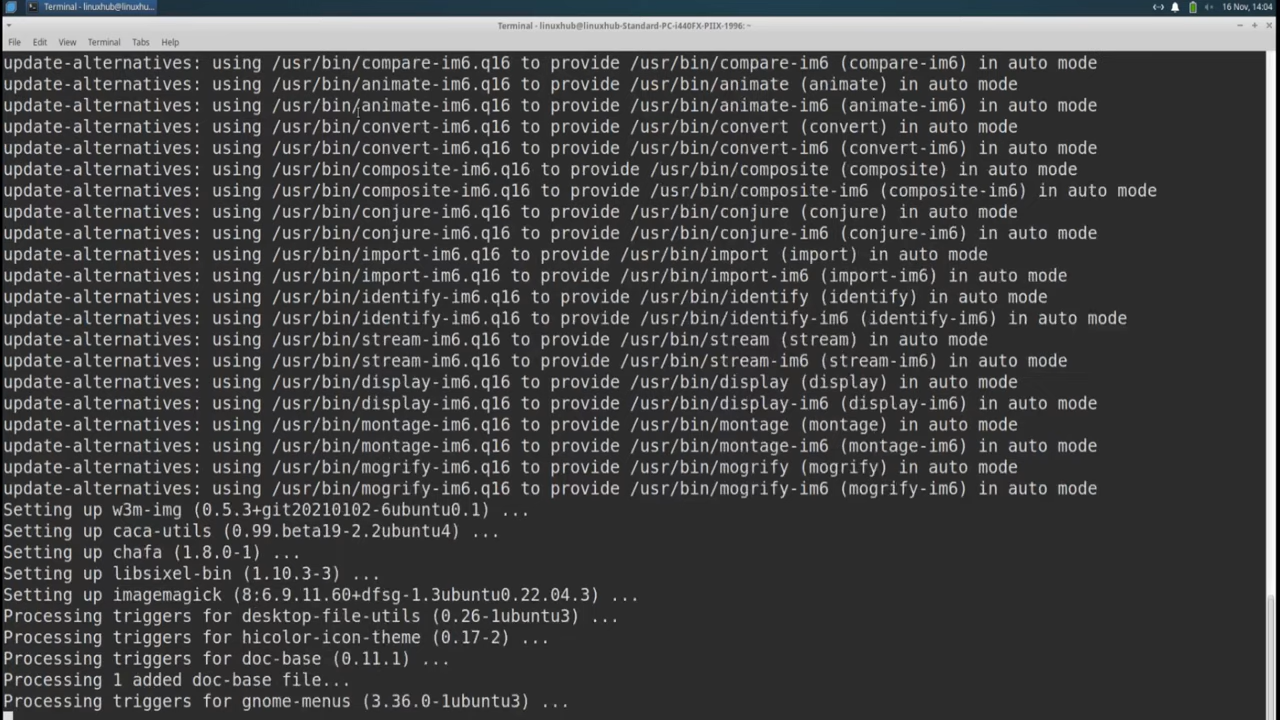 Terminal - linuxhub@linuxhu...
16 Nov, 14:04
Terminal - linuxhub@linuxhub-Standard-PC-i440FX-PIIX-1996: ~
File Edit View Terminal Tabs Help
update-alternatives: using /usr/bin/compare-im6.q16 to provide /usr/bin/compare-im6 (compare-im6) in auto mode
update-alternatives: using /usr/bin/animate-im6.q16 to provide /usr/bin/animate (animate) in auto mode
update-alternatives: using /usr/bin/animate-im6.q16 to provide /usr/bin/animate-im6 (animate-im6) in auto mode
update-alternatives: using /usr/bin/convert-im6.q16 to provide /usr/bin/convert (convert) in auto mode
update-alternatives: using /usr/bin/convert-im6.q16 to provide /usr/bin/convert-im6 (convert-im6) in auto mode
update-alternatives: using /usr/bin/composite-im6.q16 to provide /usr/bin/composite (composite) in auto mode
update-alternatives: using /usr/bin/composite-im6.q16 to provide /usr/bin/composite-im6 (composite-im6) in auto mode
update-alternatives: using /usr/bin/conjure-im6.q16 to provide /usr/bin/conjure (conjure) in auto mode
update-alternatives: using /usr/bin/conjure-im6.q16 to provide /usr/bin/conjure-im6 (conjure-im6) in auto mode
update-alternatives: using /usr/bin/import-im6.q16 to provide /usr/bin/import (import) in auto mode
update-alternatives: using /usr/bin/import-im6.q16 to provide /usr/bin/import-im6 (import-im6) in auto mode
update-alternatives: using /usr/bin/identify-im6.q16 to provide /usr/bin/identify (identify) in auto mode
update-alternatives: using /usr/bin/identify-im6.q16 to provide /usr/bin/identify-im6 (identify-im6) in auto mode
update-alternatives: using /usr/bin/stream-im6.q16 to provide /usr/bin/stream (stream) in auto mode
update-alternatives: using /usr/bin/stream-im6.q16 to provide /usr/bin/stream-im6 (stream-im6) in auto mode
update-alternatives: using /usr/bin/display-im6.q16 to provide /usr/bin/display (display) in auto mode
update-alternatives: using /usr/bin/display-im6.q16 to provide /usr/bin/display-im6 (display-im6) in auto mode
update-alternatives: using /usr/bin/montage-im6.q16 to provide /usr/bin/montage (montage) in auto mode
update-alternatives: using /usr/bin/montage-im6.q16 to provide /usr/bin/montage-im6 (montage-im6) in auto mode
update-alternatives: using /usr/bin/mogrify-im6.q16 to provide /usr/bin/mogrify (mogrify) in auto mode
update-alternatives: using /usr/bin/mogrify-im6.q16 to provide /usr/bin/mogrify-im6 (mogrify-im6) in auto mode
Setting up w3m-img (0.5.3+git20210102-6ubuntu0.1) ...
Setting up caca-utils (0.99.beta19-2.2ubuntu4) ...
Setting up chafa (1.8.0-1) ...
Setting up libsixel-bin (1.10.3-3) ...
Setting up imagemagick (8:6.9.11.60+dfsg-1.3ubuntu0.22.04.3) ...
Processing triggers for desktop-file-utils (0.26-1ubuntu3) ...
Processing triggers for hicolor-icon-theme (0.17-2) ...
Processing triggers for doc-base (0.11.1) ...
Processing 1 added doc-base file...
Processing triggers for gnome-menus (3.36.0-1ubuntu3) ...